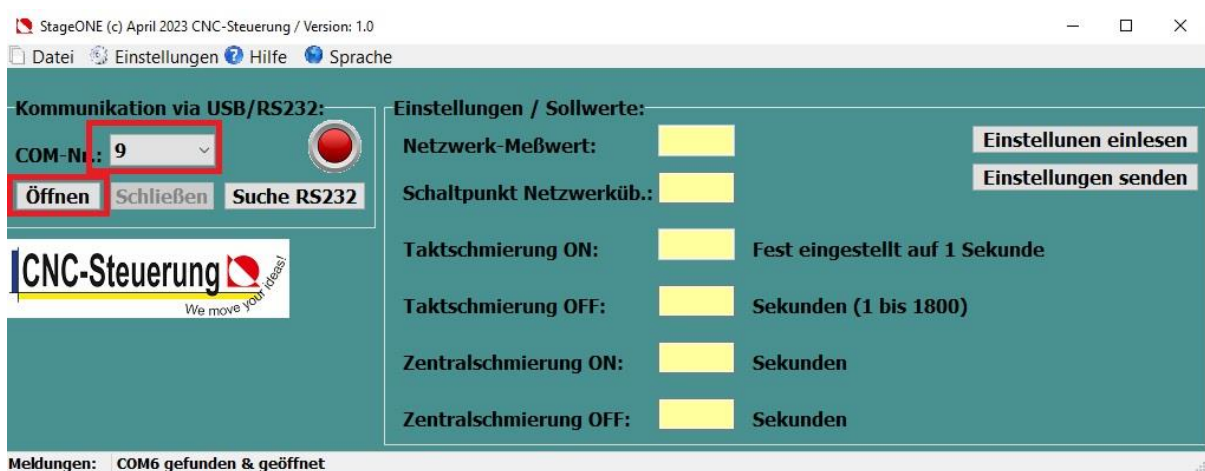 StageONE (c) April 2023 CNC-Steuerung / Version: 1.0
Datei Einstellungen Hilfe Sprache
Kommunikation via USB/RS232:
COM-Nr.: 9
Öffnen Schließen Suche RS232
CNC-Steuerung
We move your ideas!
Einstellungen / Sollwerte:
Netzwerk-Meßwert:
Einstellunen einlesen
Schaltpunkt Netzwerküb.:
Einstellungen senden
Taktschmierung ON: Fest eingestellt auf 1 Sekunde
Taktschmierung OFF: Sekunden (1 bis 1800)
Zentralschmierung ON: Sekunden
Zentralschmierung OFF: Sekunden
Meldungen: COM6 gefunden & geöffnet